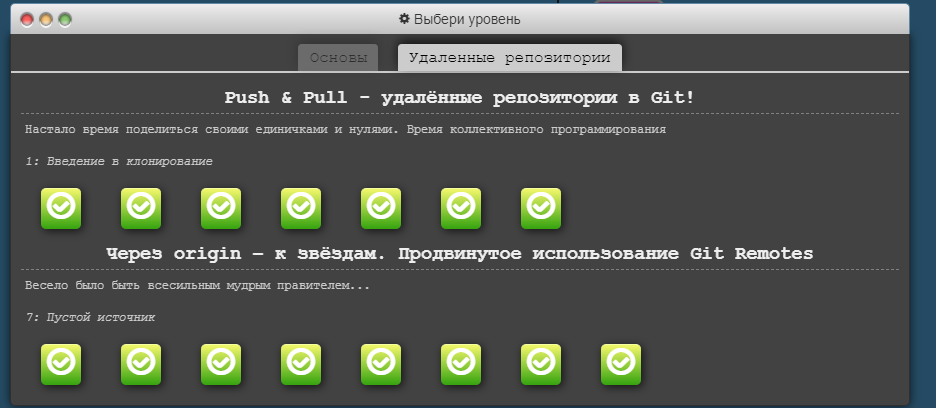 Выбери уровень
Основы
Удаленные репозитории
Push & Pull - удалённые репозитории в Git!
Настало время поделиться своими единичками и нулями. Время коллективного программирования
1: Введение в клонирование
Через origin – к звёздам. Продвинутое использование Git Remotes
Весело было быть всесильным мудрым правителем...
7: Пустой источник